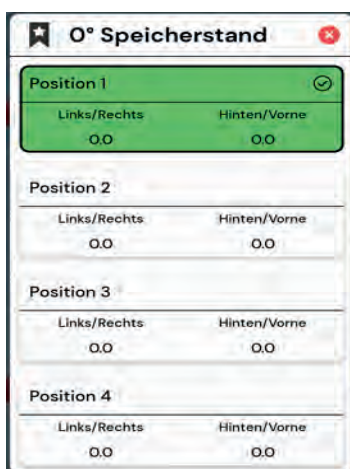 0° Speicherstand
Position 1
Links/Rechts Hinten/Vorne
0.0 0.0
Position 2
Links/Rechts Hinten/Vorne
0.0 0.0
Position 3
Links/Rechts Hinten/Vorne
0.0 0.0
Position 4
Links/Rechts Hinten/Vorne
0.0 0.0